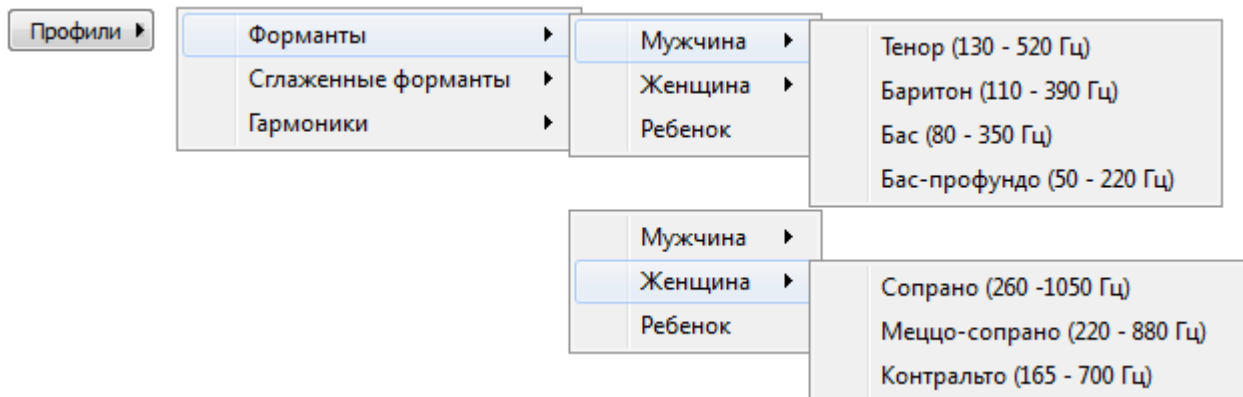 Профили
Форманты
Сглаженные форманты
Гармоники
Мужчина
Женщина
Ребенок
Тенор (130 - 520 Гц)
Баритон (110 - 390 Гц)
Бас (80 - 350 Гц)
Бас-профундо (50 - 220 Гц)
Мужчина
Женщина
Ребенок
Сопрано (260 -1050 Гц)
Меццо-сопрано (220 - 880 Гц)
Контральто (165 - 700 Гц)